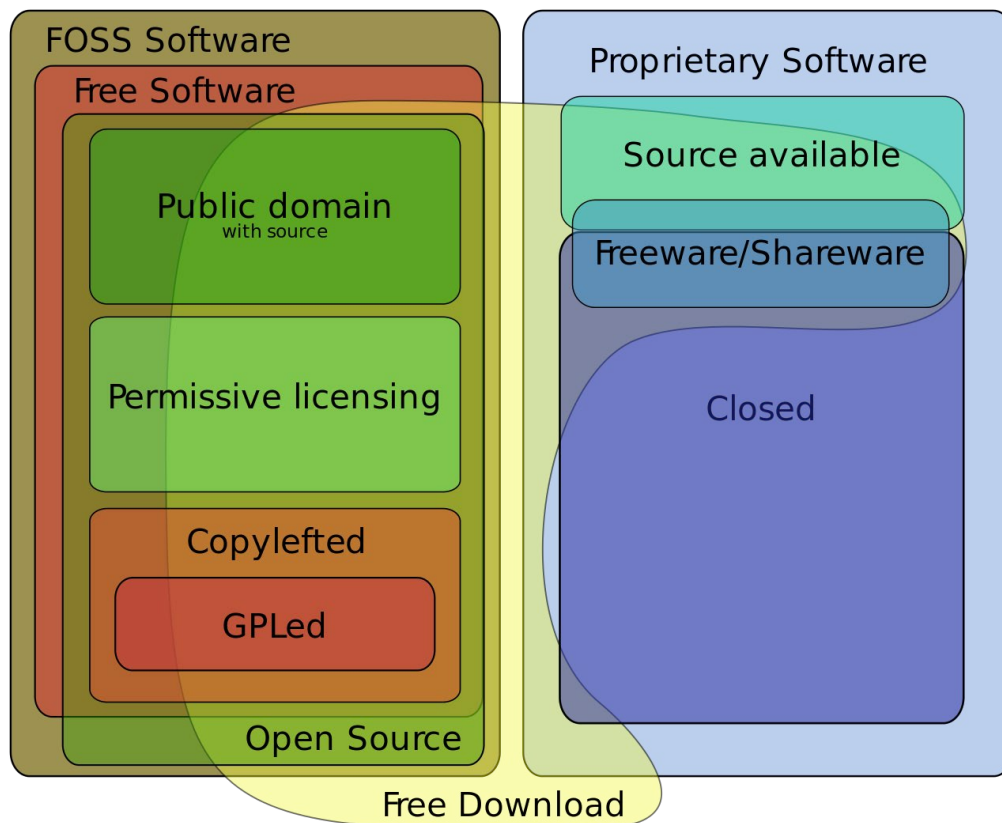 FOSS Software
Free Software
Public domain
with source
Permissive licensing
Copylefted
GPLed
Open Source
Free Download
Proprietary Software
Source available
Freeware/Shareware
Closed